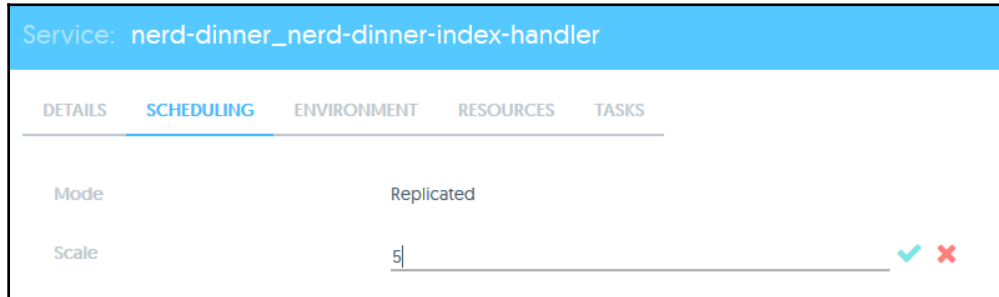 Service: nerd-dinner_nerd-dinner-index-handler
DETAILS SCHEDULING ENVIRONMENT RESOURCES TASKS
Mode Replicated
Scale 5